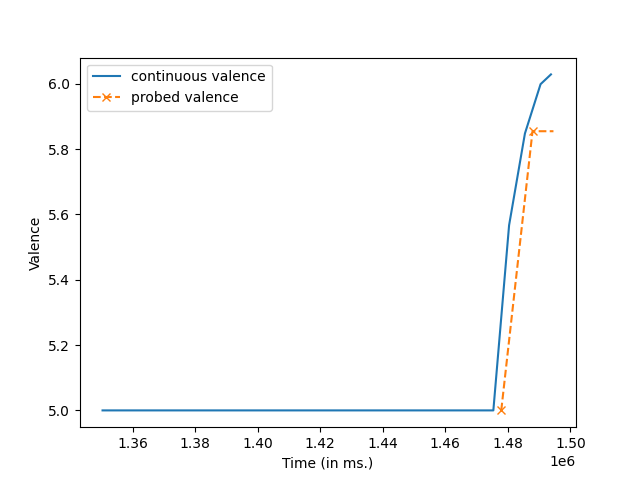 continuous valence
probed valence
6.0
5.8
5.6
5.4
5.2
5.0
Valence
1.36 1.38 1.40 1.42 1.44 1.46 1.48 1.50
1e6
Time (in ms.)